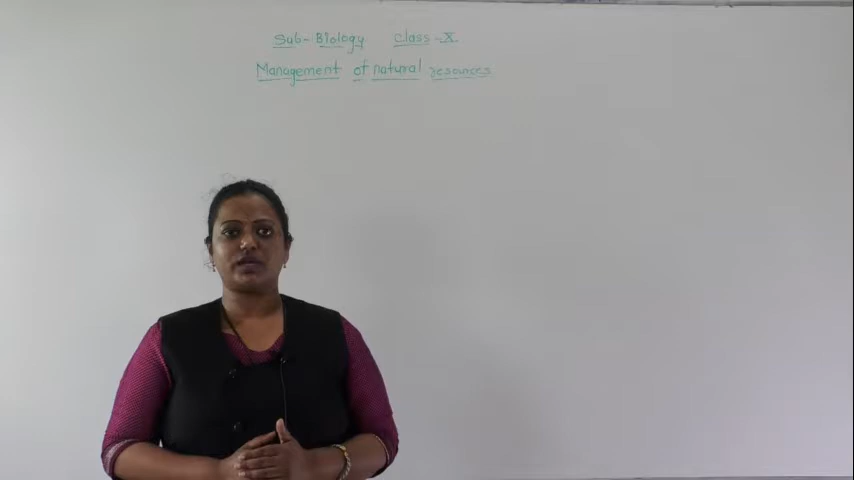 Sub- Biology Class -X
Management of natural resources